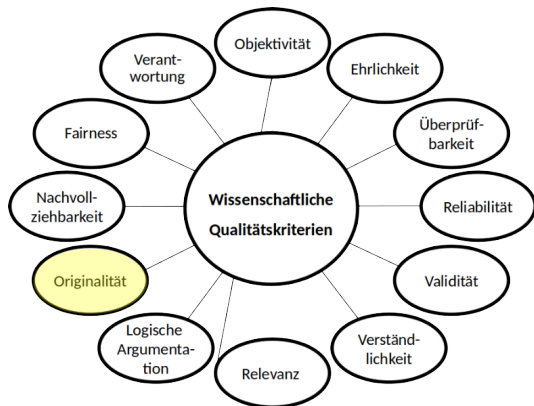 Objektivität
Ehrlichkeit
Überprüf-
barkeit
Reliabilität
Validität
Verständ-
lichkeit
Relevanz
Logische
Argumenta-
tion
Originalität
Nachvoll-
ziehbarkeit
Fairness
Verant-
wortung
Wissenschaftliche
Qualitätskriterien